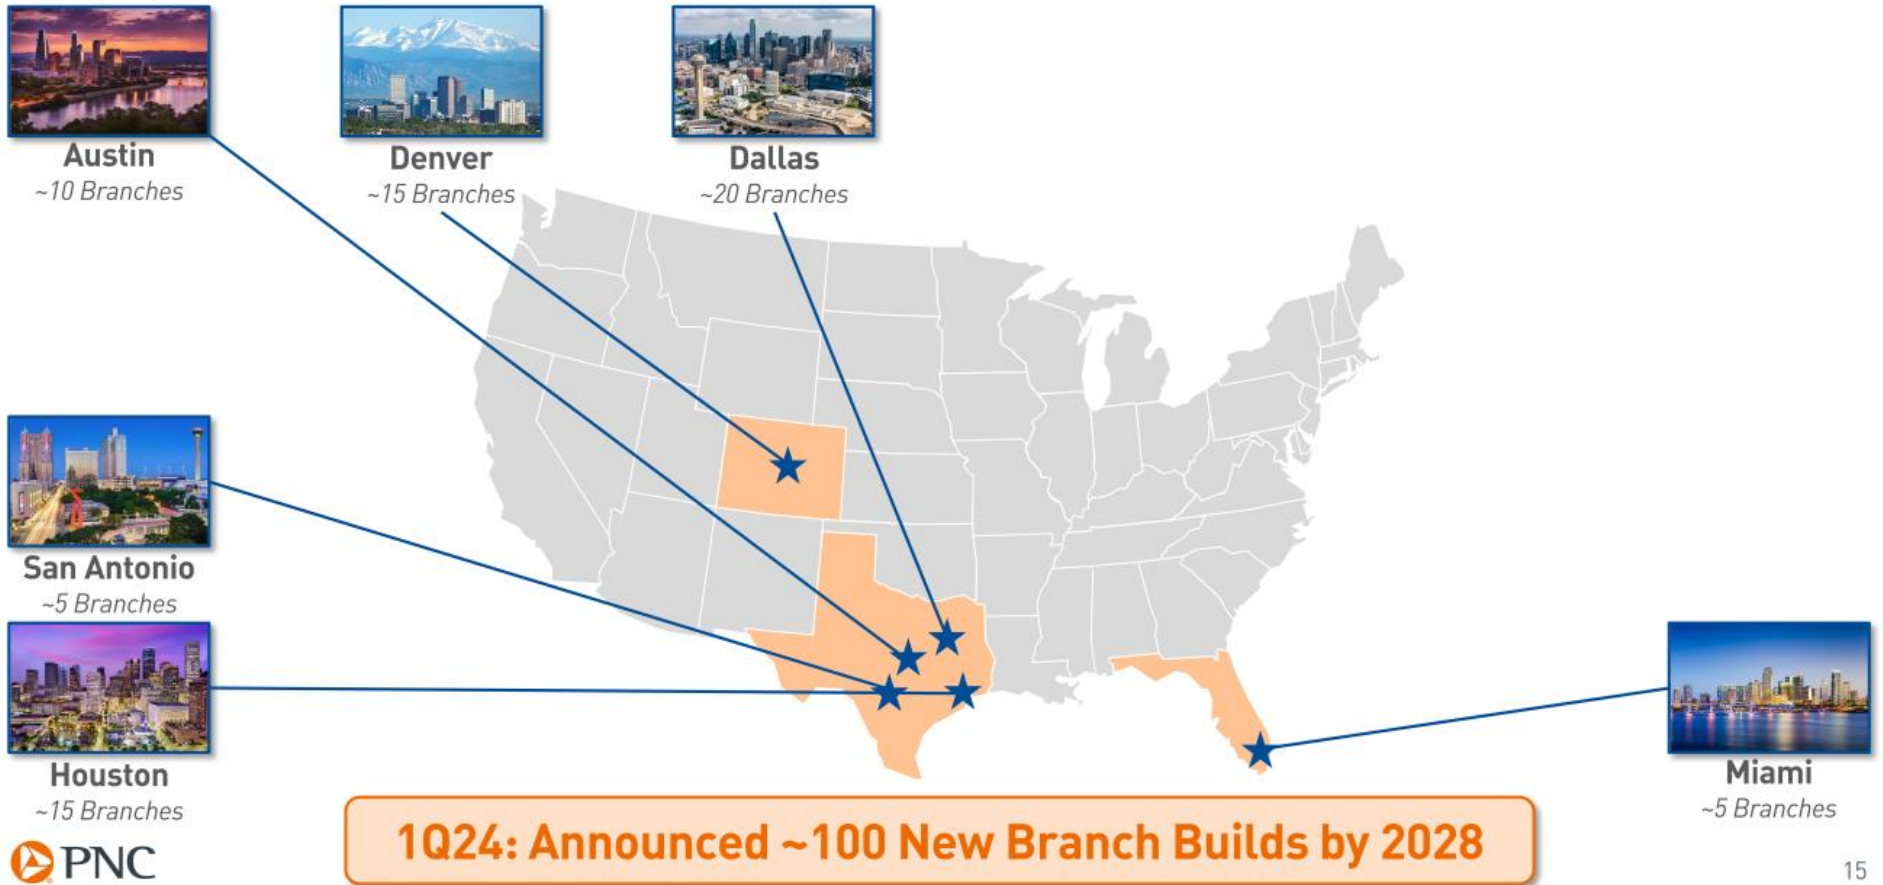 Austin
~10 Branches
Denver
~15 Branches
Dallas
~20 Branches
San Antonio
~5 Branches
Houston
~15 Branches
Miami
~5 Branches
1Q24: Announced ~100 New Branch Builds by 2028
PNC
15